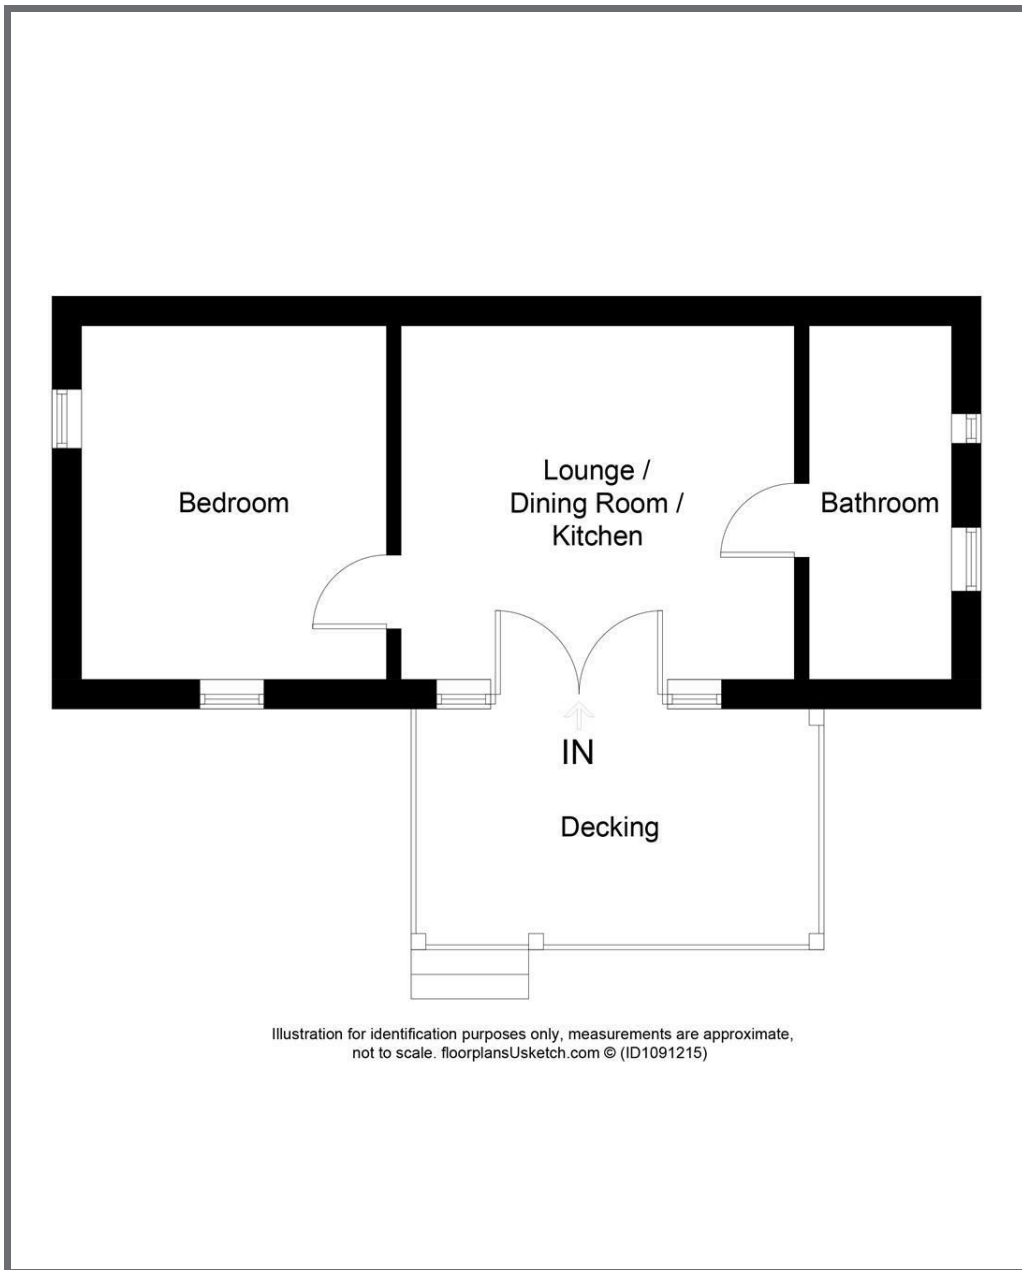 Bedroom
Lounge /
Dining Room /
Kitchen
Bathroom
IN
Decking
Illustration for identification purposes only, measurements are approximate,
not to scale. floorplansUsketch.com © (ID1091215)